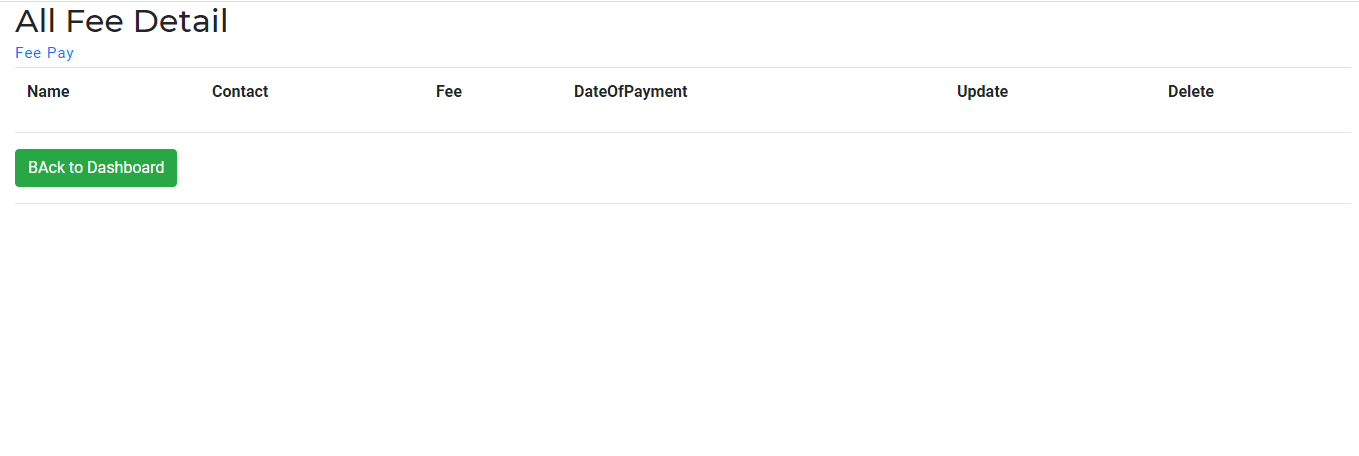 All Fee Detail
Fee Pay
Name Contact Fee DateOfPayment Update Delete
BAck to Dashboard